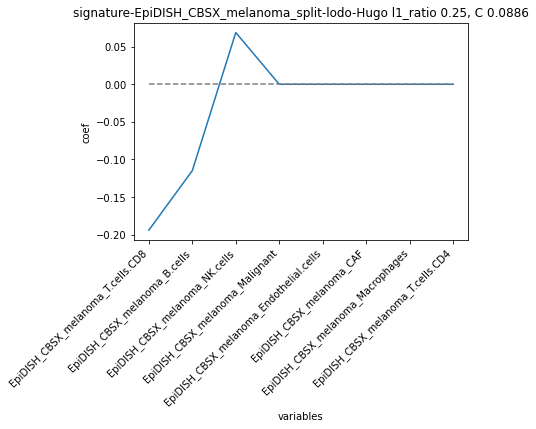 signature-EpiDISH_CBSX_melanoma_split-lodo-Hugo l1_ratio 0.25, C 0.0886
0.05
0.00
−0.05
−0.10
−0.15
−0.20
coef
EpiDISH_CBSX_melanoma_T.cells.CD8
EpiDISH_CBSX_melanoma_B.cells
EpiDISH_CBSX_melanoma_NK.cells
EpiDISH_CBSX_melanoma_Malignant
EpiDISH_CBSX_melanoma_Endothelial.cells
EpiDISH_CBSX_melanoma_CAF
EpiDISH_CBSX_melanoma_Macrophages
EpiDISH_CBSX_melanoma_T.cells.CD4
variables